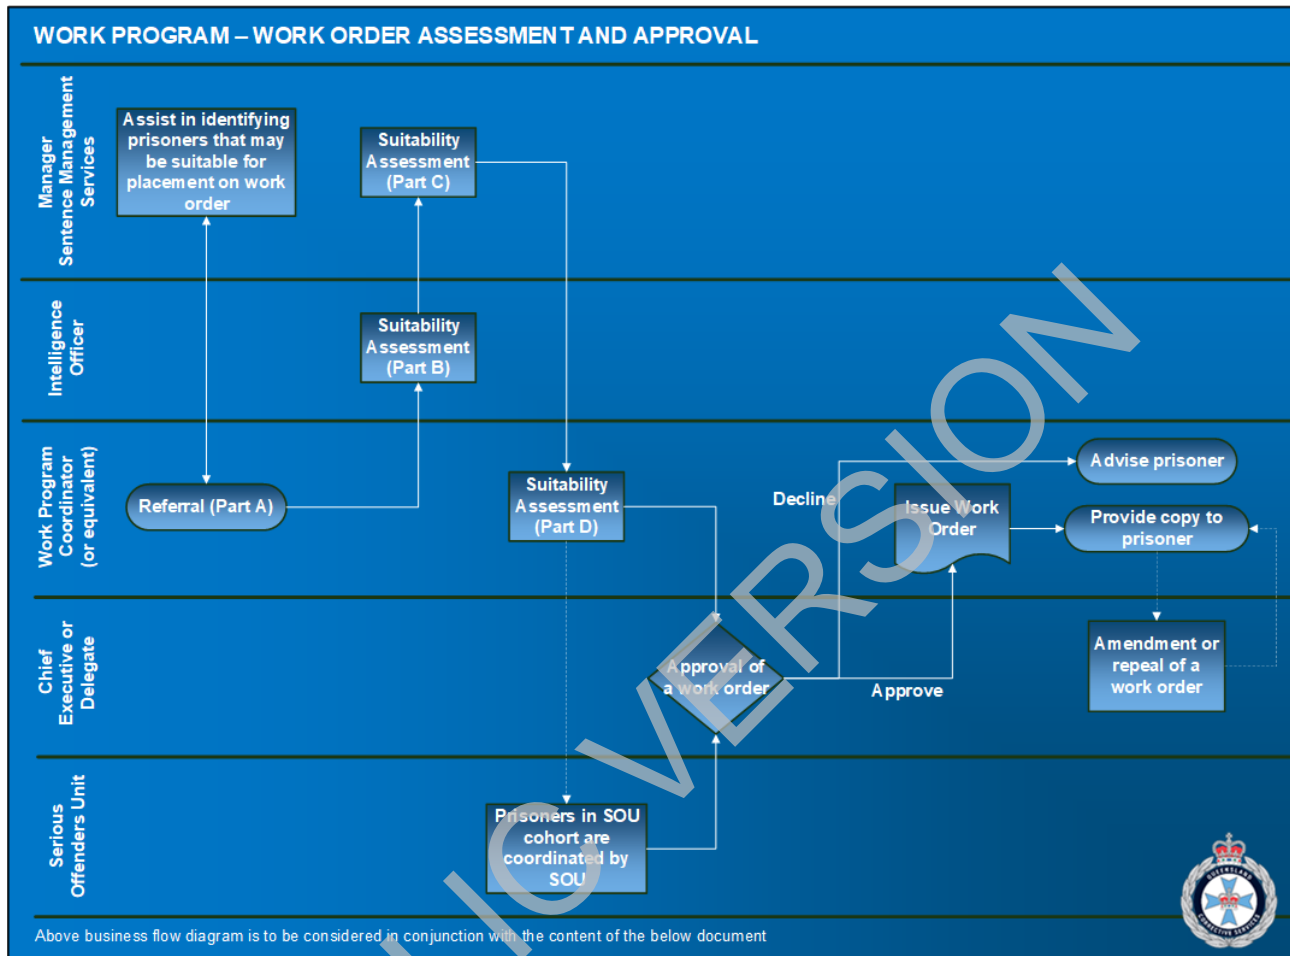 WORK PROGRAM – WORK ORDER ASSESSMENT AND APPROVAL
Manager
Sentence Management
Services
Assist in identifying
prisoners that may
be suitable for
placement on work
order
Suitability
Assessment
(Part C)
Intelligence
Officer
Suitability
Assessment
(Part B)
Work Program
Coordinator
(or equivalent)
Referral (Part A)
Suitability
Assessment
(Part D)
Decline
Issue Work
Order
Advise prisoner
Provide copy to
prisoner
Chief
Executive or
Delegate
Approval of
a work order
Approve
Amendment or
repeal of a
work order
Serious
Offenders Unit
Prisoners in SOU
cohort are
coordinated by
SOU
Above business flow diagram is to be considered in conjunction with the content of the below document
LIC VERSION
QUEENSLAND
CORRECTIVE SERVICES